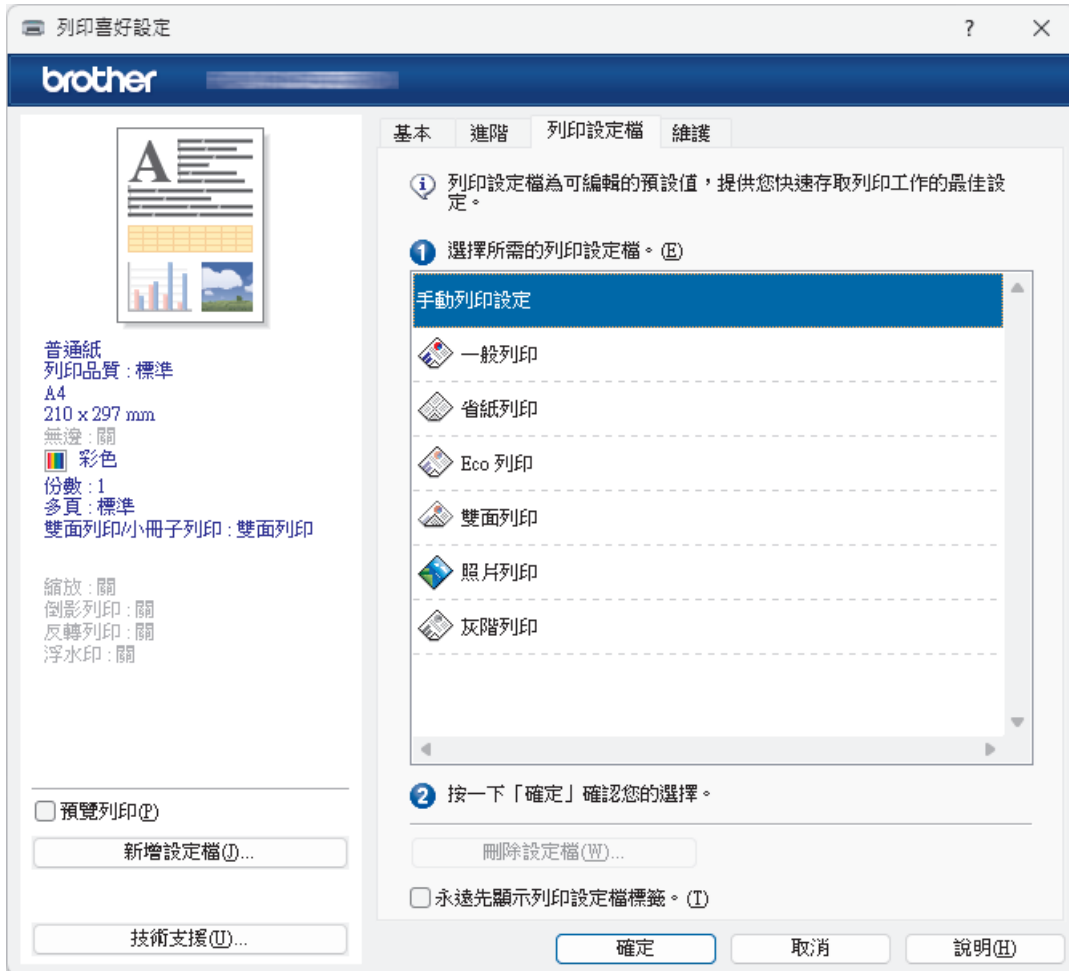 列印喜好設定
?
brother
基本
進階
列印設定檔
維護
列印設定檔為可編輯的預設值，提供您快速存取列印工作的最佳設
定。
1 選擇所需的列印設定檔。(E)
手動列印設定
一般列印
省紙列印
Eco 列印
雙面列印
照片列印
灰階列印
2 按一下「確定」確認您的選擇。
刪除設定檔(W)...
永遠先顯示列印設定檔標籤。(T)
A
普通紙
列印品質 : 標準
A4
210 x 297 mm
無邊 : 關
彩色
份數 : 1
多頁 : 標準
雙面列印/小冊子列印 : 雙面列印
縮放 : 關
倒影列印 : 關
反轉列印 : 關
浮水印 : 關
預覽列印(P)
新增設定檔(J)...
技術支援(U)...
確定
取消
說明(H)